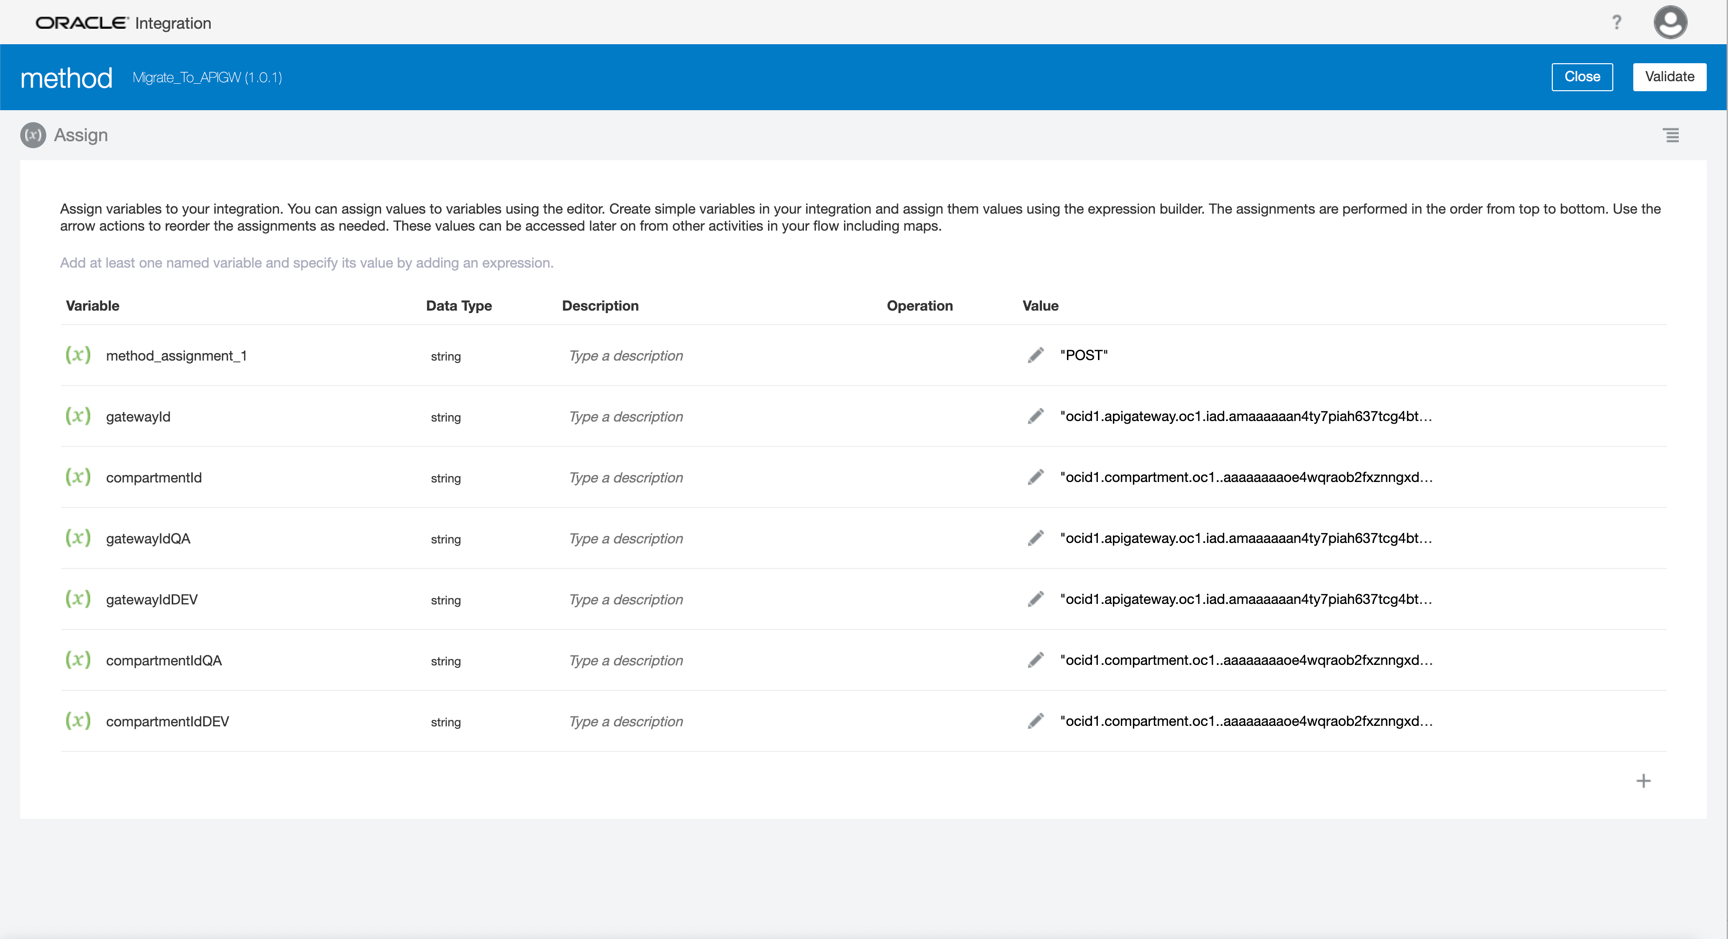 ORACLE Integration ?
method Migrate_To_APIGW (1.0.1) Close Validate
(x) Assign
Assign variables to your integration. You can assign values to variables using the editor. Create simple variables in your integration and assign them values using the expression builder. The assignments are performed in the order from top to bottom. Use the
arrow actions to reorder the assignments as needed. These values can be accessed later on from other activities in your flow including maps.
Add at least one named variable and specify its value by adding an expression.
Variable Data Type Description Operation Value
(x) method_assignment_1 string Type a description "POST"
(x) gatewayId string Type a description "ocid1.apigateway.oc1.iad.amaaaaaan4ty7piah637tcg4bt...
(x) compartmentId string Type a description "ocid1.compartment.oc1..aaaaaaaaoe4wqraob2fxznngxd...
(x) gatewayIdQA string Type a description "ocid1.apigateway.oc1.iad.amaaaaaan4ty7piah637tcg4bt...
(x) gatewayIdDEV string Type a description "ocid1.apigateway.oc1.iad.amaaaaaan4ty7piah637tcg4bt...
(x) compartmentIdQA string Type a description "ocid1.compartment.oc1..aaaaaaaaoe4wqraob2fxznngxd...
(x) compartmentIdDEV string Type a description "ocid1.compartment.oc1..aaaaaaaaoe4wqraob2fxznngxd...